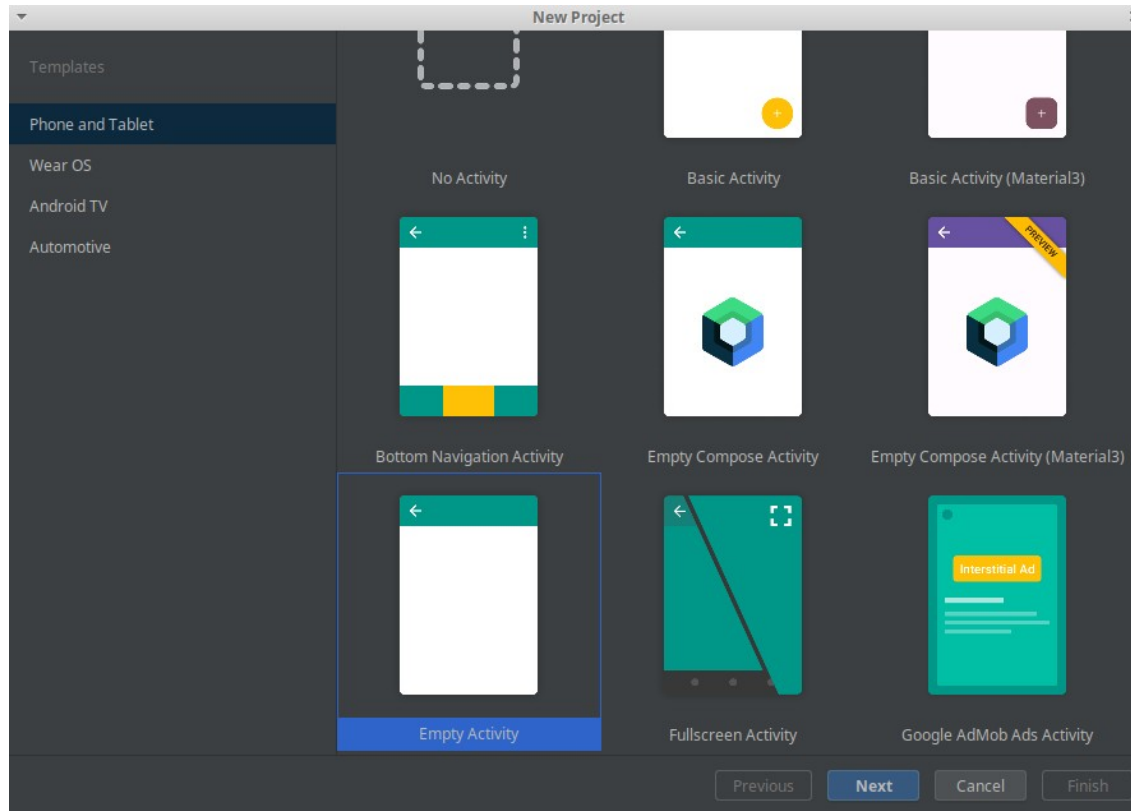 New Project
Templates
Phone and Tablet
Wear OS
Android TV
Automotive
No Activity
Basic Activity
Basic Activity (Material3)
PREVIEW
Bottom Navigation Activity
Empty Compose Activity
Empty Compose Activity (Material3)
Interstitial Ad
Empty Activity
Fullscreen Activity
Google AdMob Ads Activity
Previous
Next
Cancel
Finish